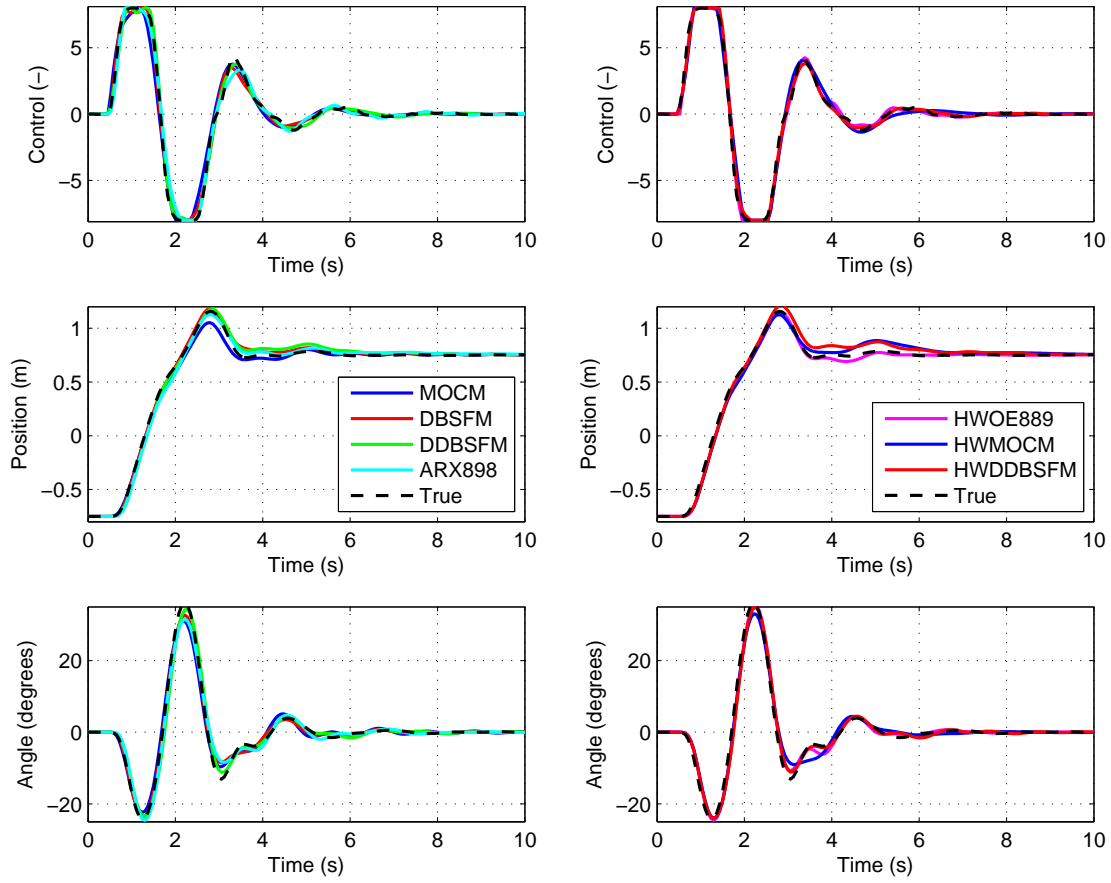 5
0
−5
Control (−)
0 2 4 6 8 10
Time (s)
5
0
−5
Control (−)
0 2 4 6 8 10
Time (s)
1
0.5
0
−0.5
Position (m)
MOCM
DBSFM
DDBSFM
ARX898
True
0 2 4 6 8 10
Time (s)
1
0.5
0
−0.5
Position (m)
HWOE889
HWMOCM
HWDDBSFM
True
0 2 4 6 8 10
Time (s)
20
0
−20
Angle (degrees)
0 2 4 6 8 10
Time (s)
20
0
−20
Angle (degrees)
0 2 4 6 8 10
Time (s)